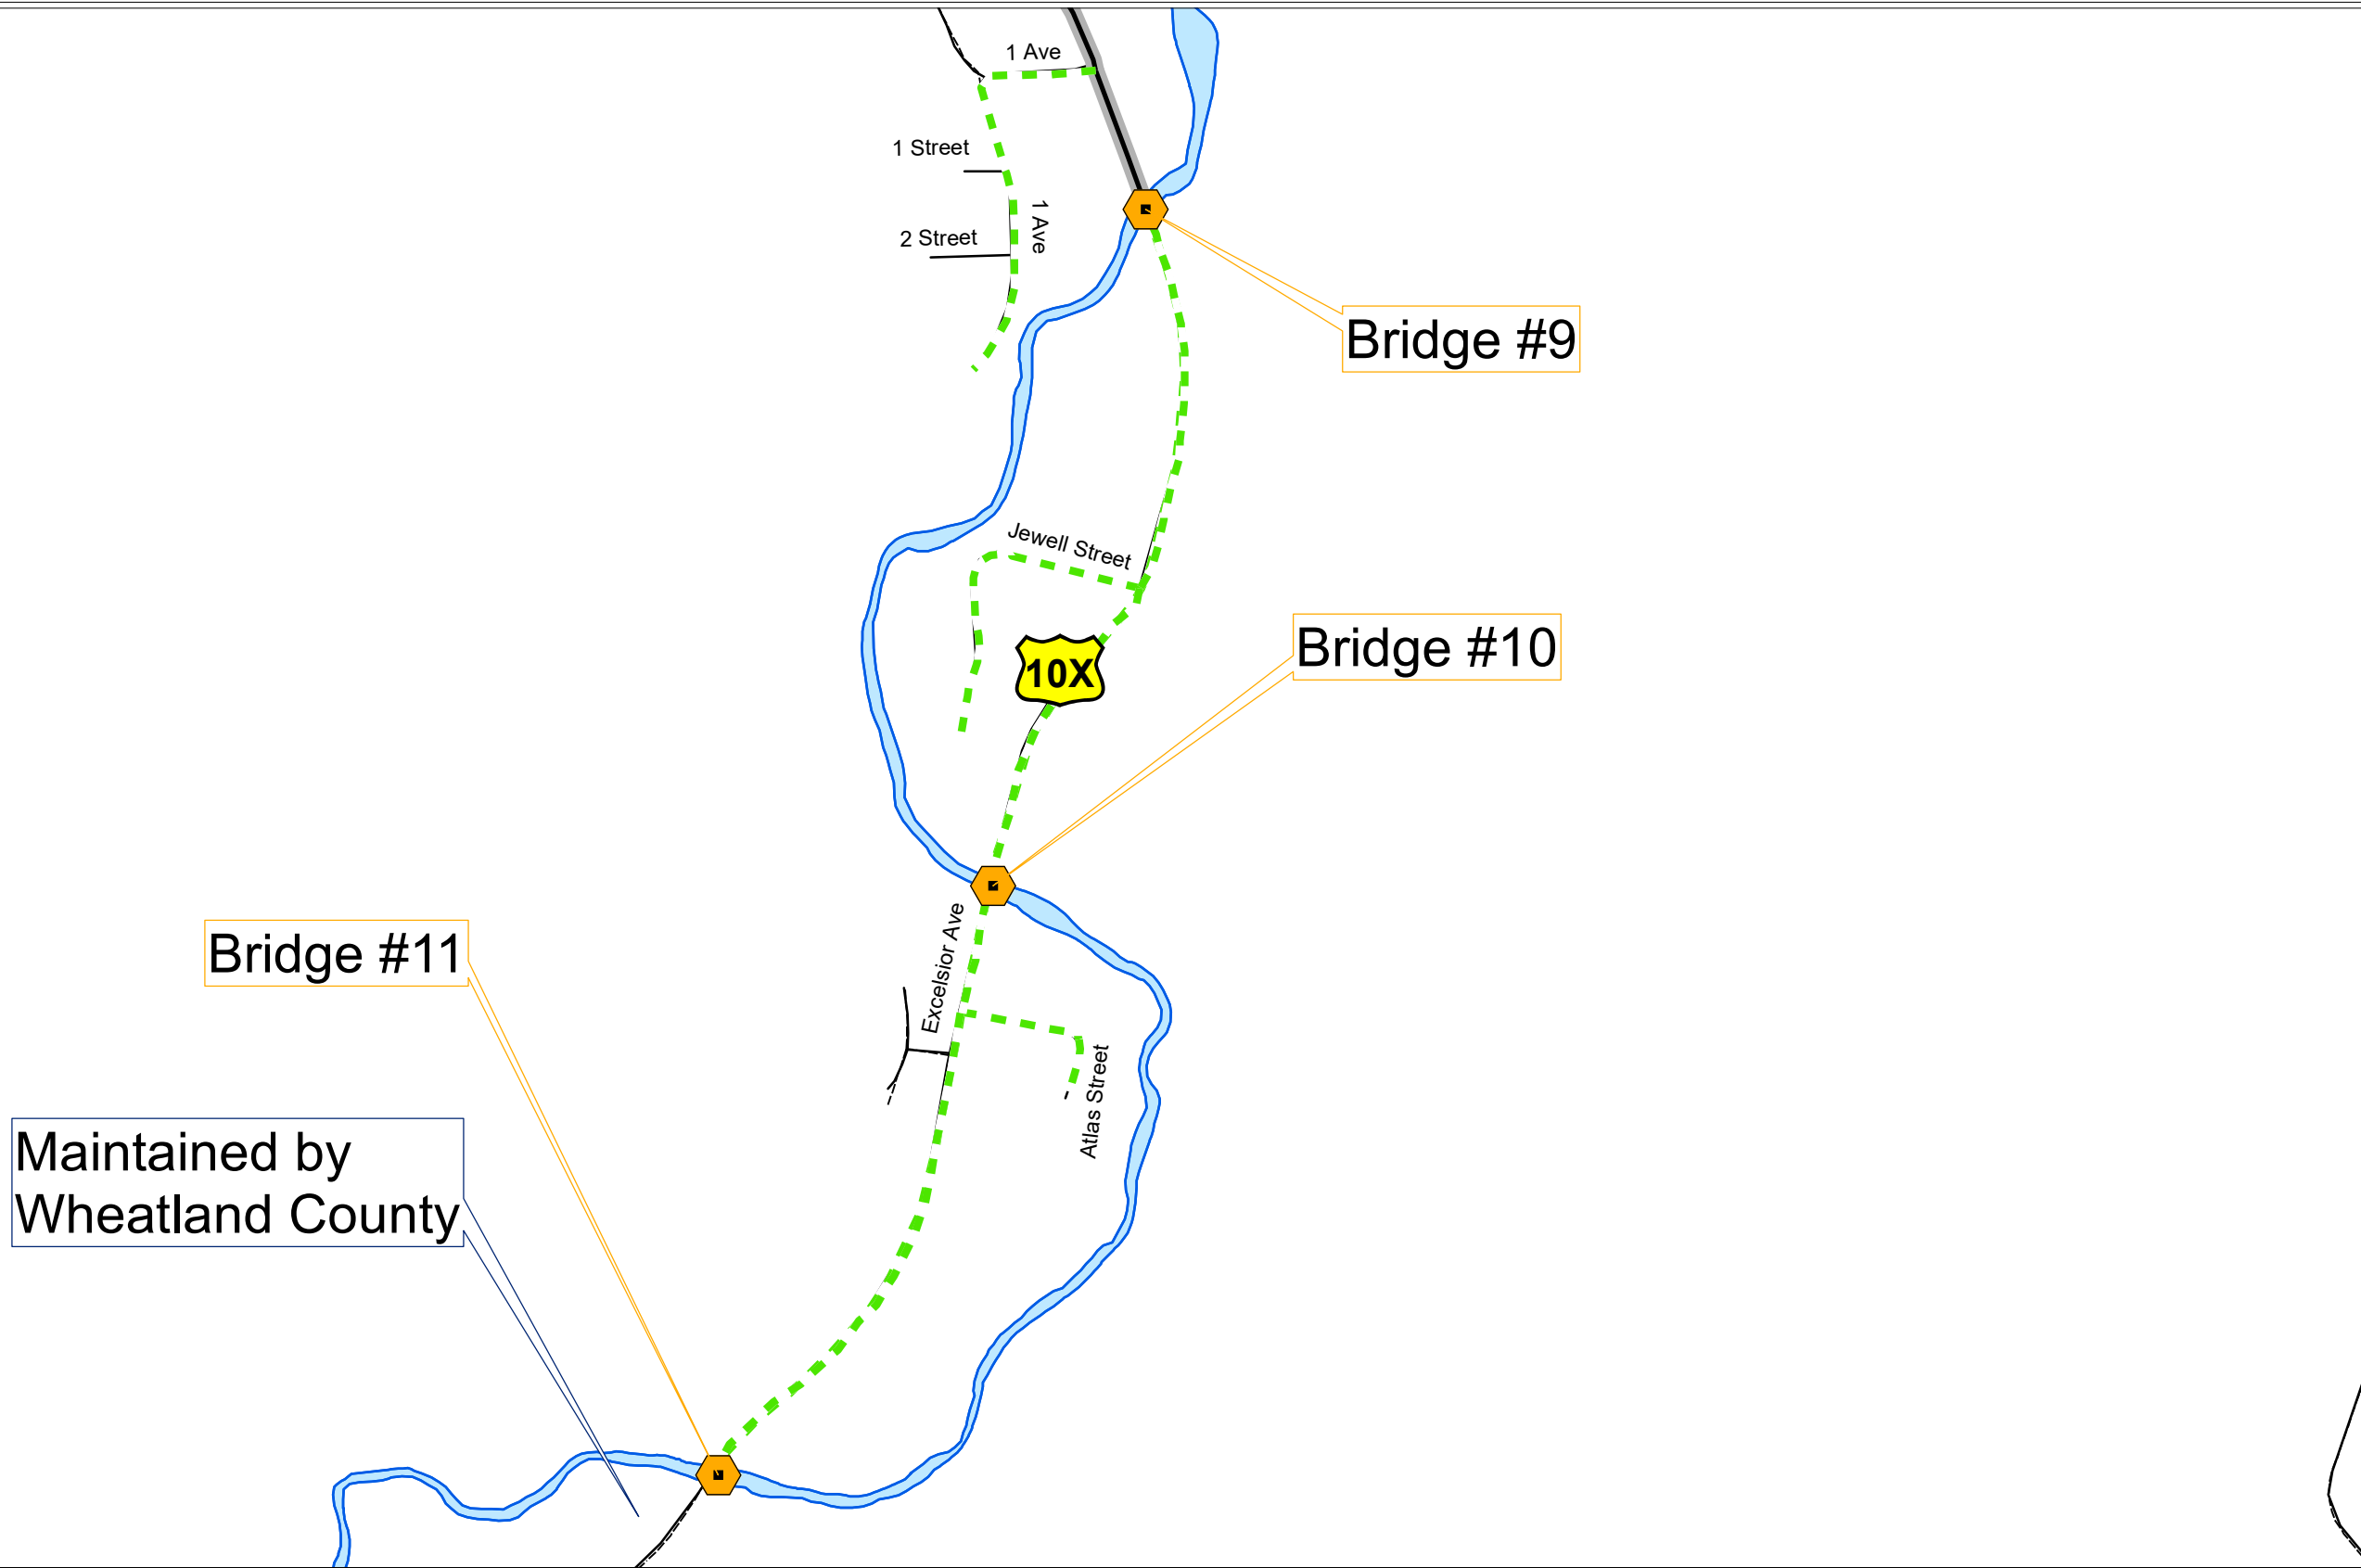 1 Ave
1 Street
1 Ave
2 Street
Bridge #9
Jewell Street
Bridge #10
10X
Excelsior Ave
Bridge #11
Atlas Street
Maintained by
Wheatland County